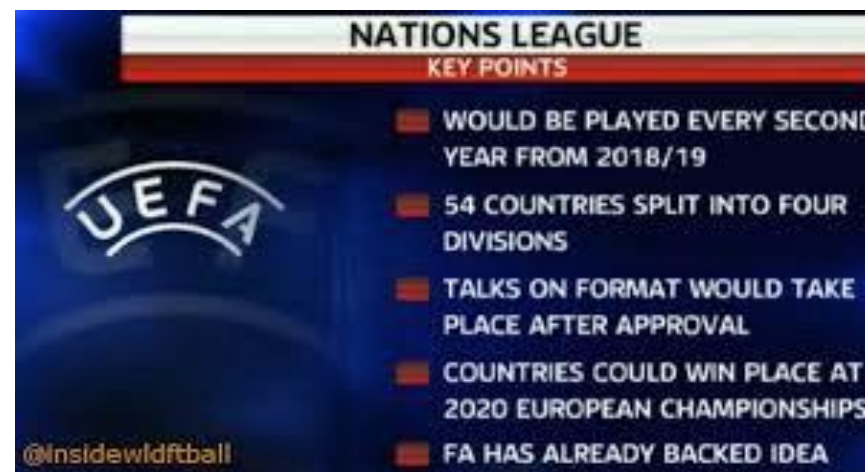 NATIONS LEAGUE
KEY POINTS
WOULD BE PLAYED EVERY SECOND
YEAR FROM 2018/19
54 COUNTRIES SPLIT INTO FOUR
DIVISIONS
TALKS ON FORMAT WOULD TAKE
PLACE AFTER APPROVAL
COUNTRIES COULD WIN PLACE AT
2020 EUROPEAN CHAMPIONSHIPS
FA HAS ALREADY BACKED IDEA
UEFA
@Insidewldftball